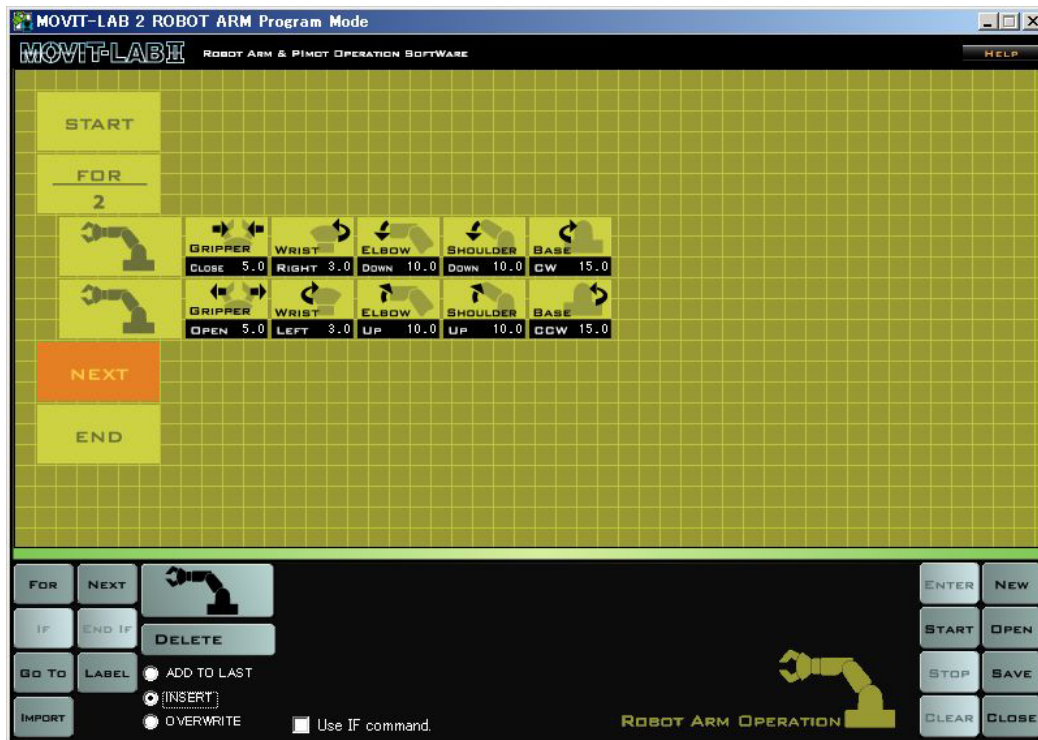 MOVIT-LAB 2 ROBOT ARM Program Mode
MOVIT-LAB II ROBOT ARM & PIMOT OPERATION SOFTWARE HELP
START
FOR
2
GRIPPER WRIST ELBOW SHOULDER BASE
CLOSE 5.0 RIGHT 3.0 DOWN 10.0 DOWN 10.0 CW 15.0
GRIPPER WRIST ELBOW SHOULDER BASE
OPEN 5.0 LEFT 3.0 UP 10.0 UP 10.0 CCW 15.0
NEXT
END
FOR NEXT ENTER NEW
IF END IF DELETE START OPEN
GO TO LABEL ADD TO LAST STOP SAVE
INSERT
IMPORT OVERWRITE Use IF command. ROBOT ARM OPERATION CLEAR CLOSE